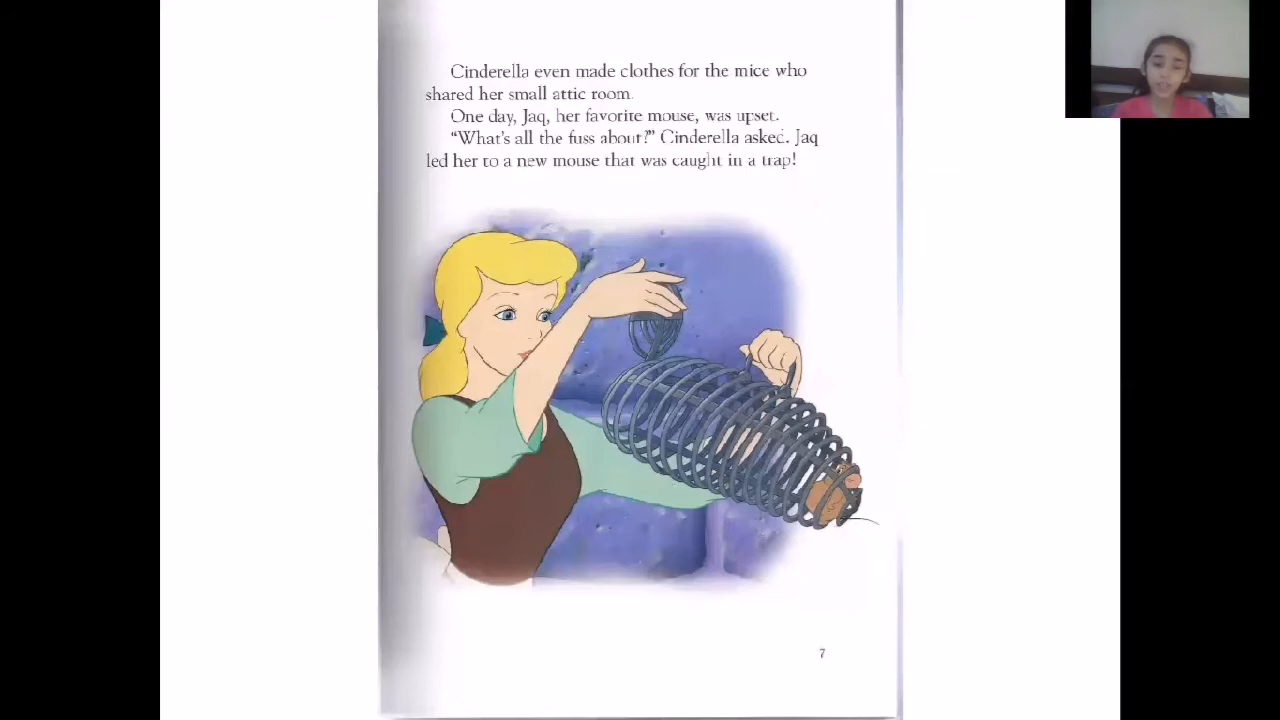 Cinderella even made clothes for the mice who
shared her small attic room.
One day, Jaq, her favorite mouse, was upset.
“What’s all the fuss about?” Cinderella asked. Jaq
led her to a new mouse that was caught in a trap!
7